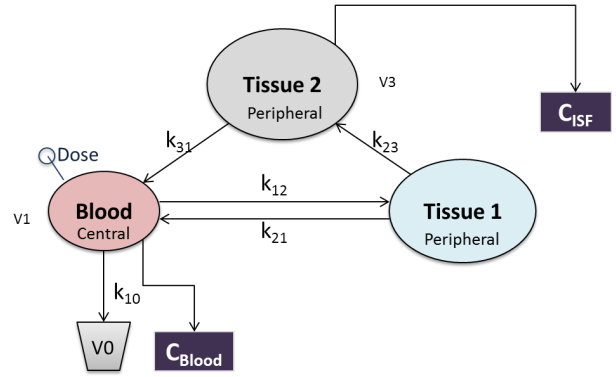 Tissue 2
Peripheral
V3
C_ISF
k₃₁
k₂₃
Dose
Blood
Central
V1
k₁₂
k₂₁
Tissue 1
Peripheral
k₁₀
V0
C_Blood